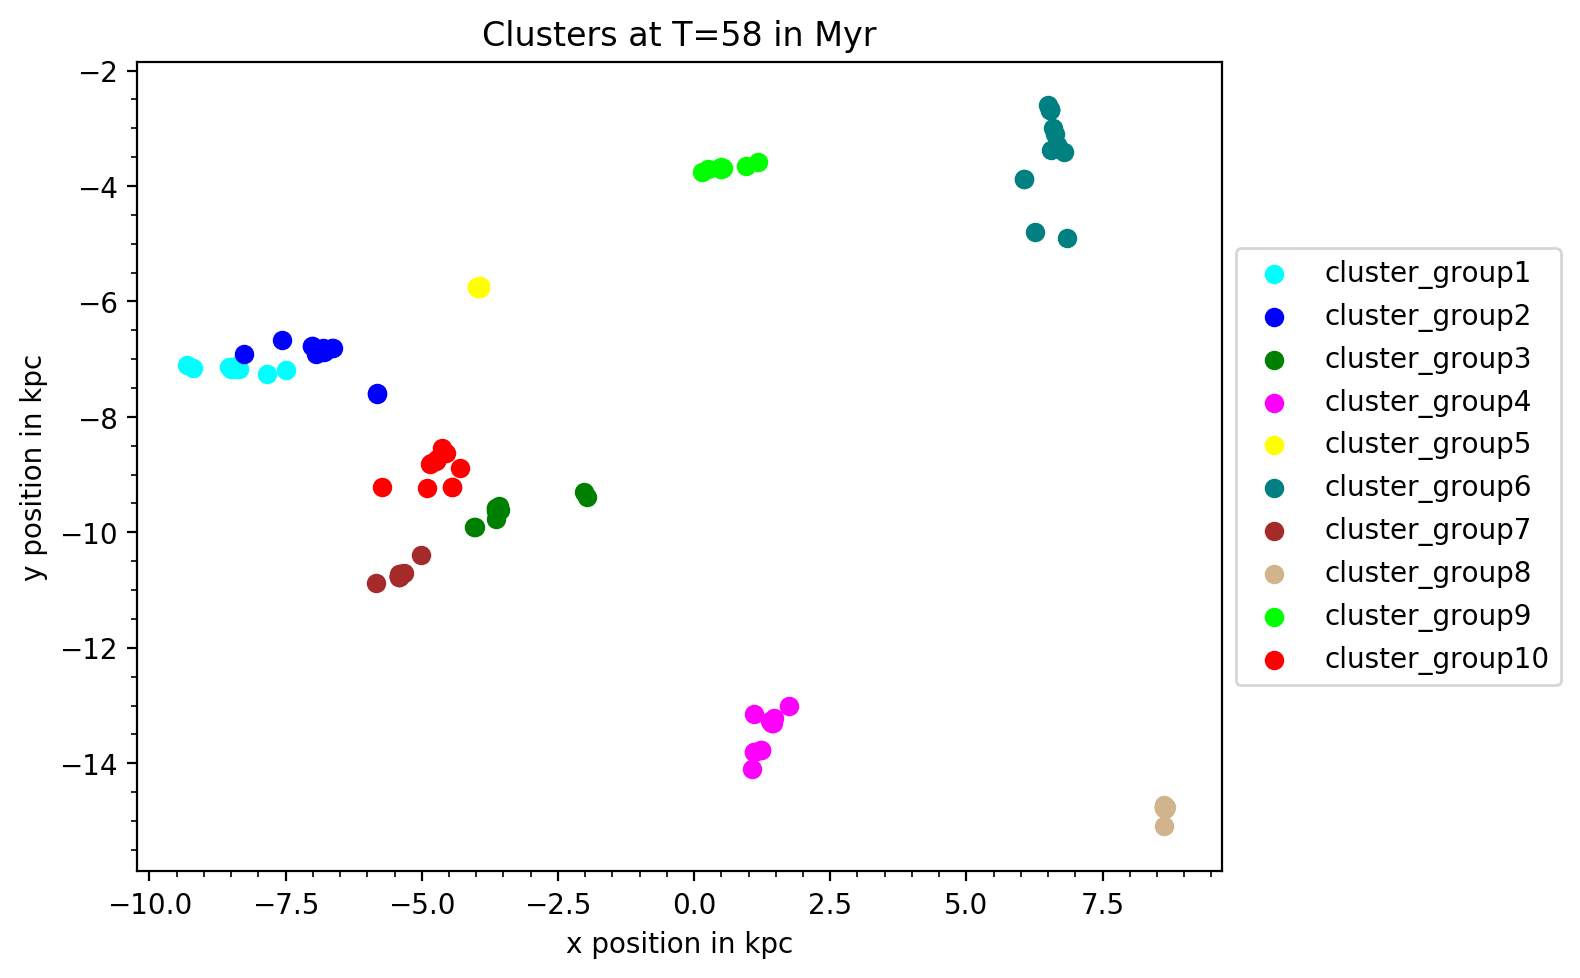 Clusters at T=58 in Myr
−2
−4
−6
−8
−10
−12
−14
y position in kpc
−10.0 −7.5 −5.0 −2.5 0.0 2.5 5.0 7.5
x position in kpc
cluster_group1
cluster_group2
cluster_group3
cluster_group4
cluster_group5
cluster_group6
cluster_group7
cluster_group8
cluster_group9
cluster_group10